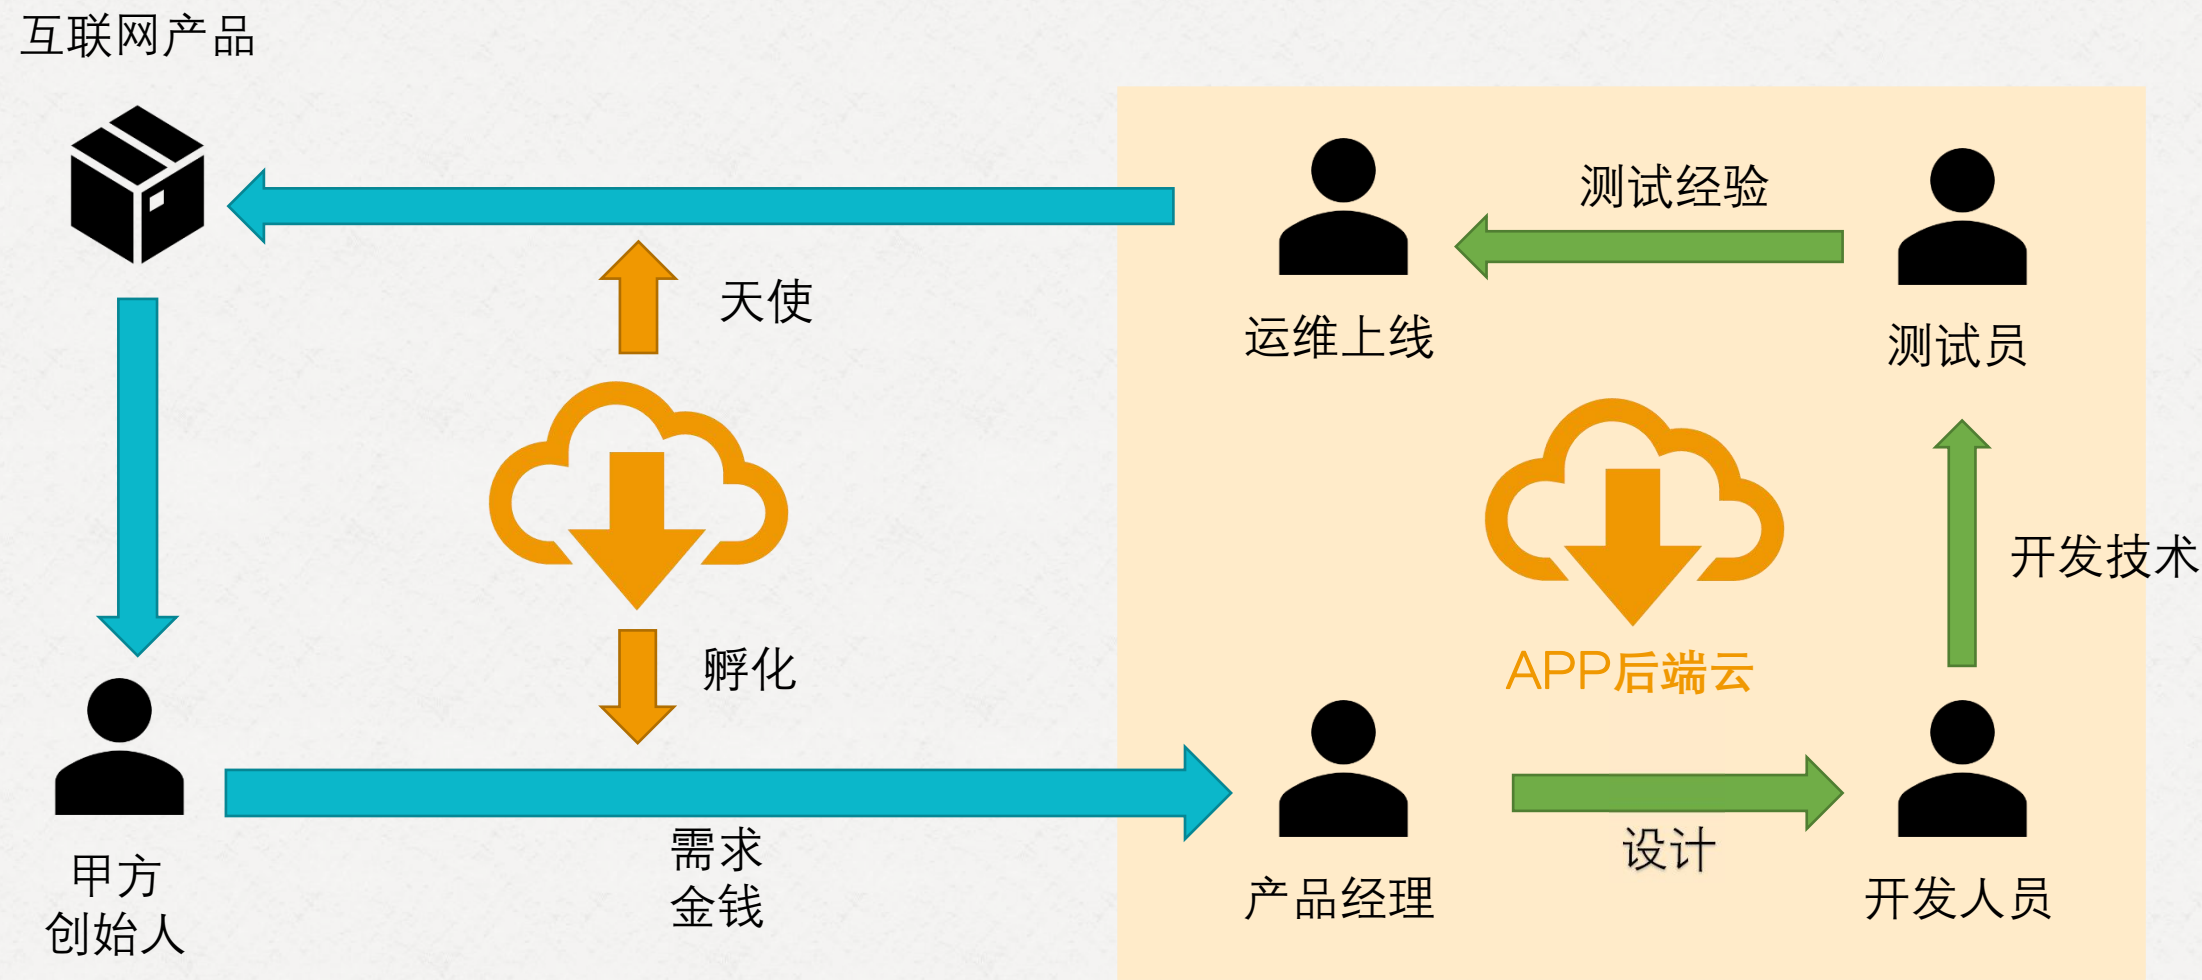 互联网产品
测试经验
天使
运维上线
测试员
开发技术
孵化
APP后端云
需求
金钱
设计
甲方
创始人
产品经理
开发人员